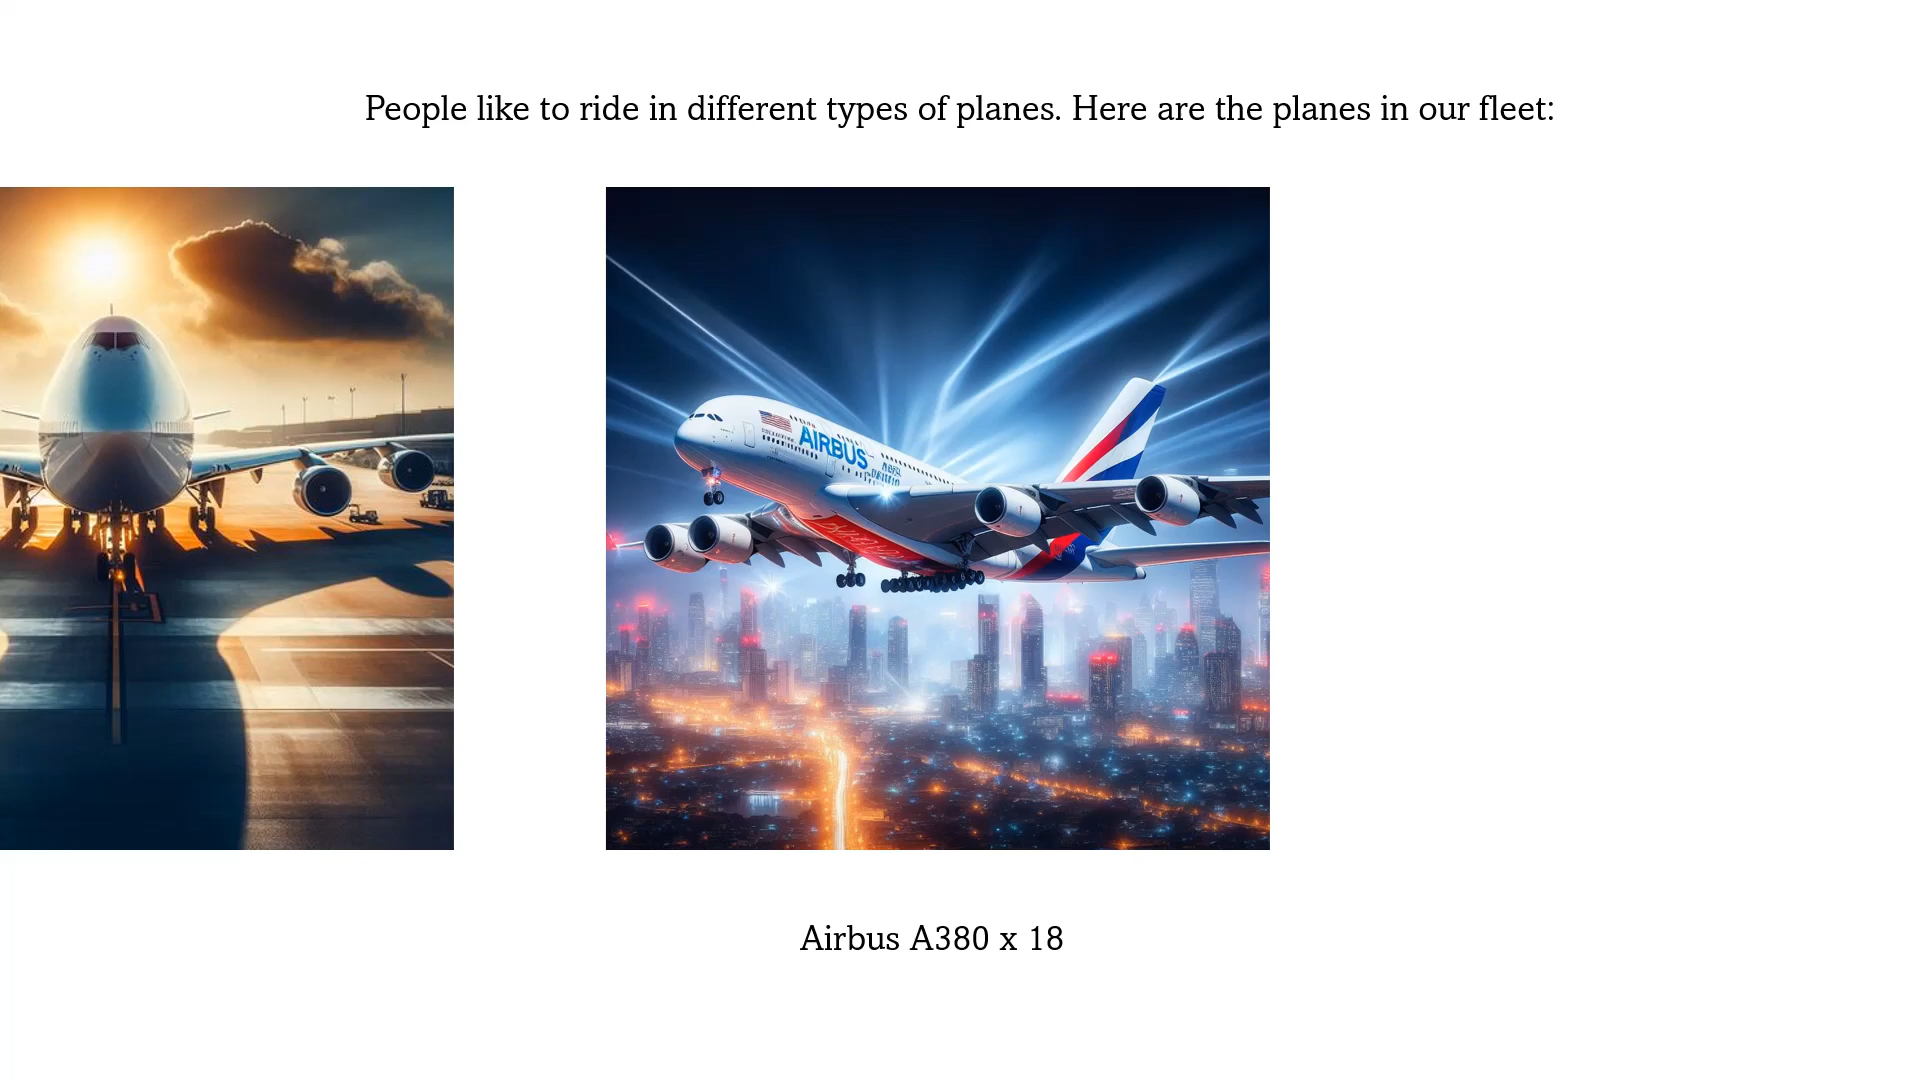 People like to ride in different types of planes. Here are the planes in our fleet:
AIRBUS
Airbus A380 x 18